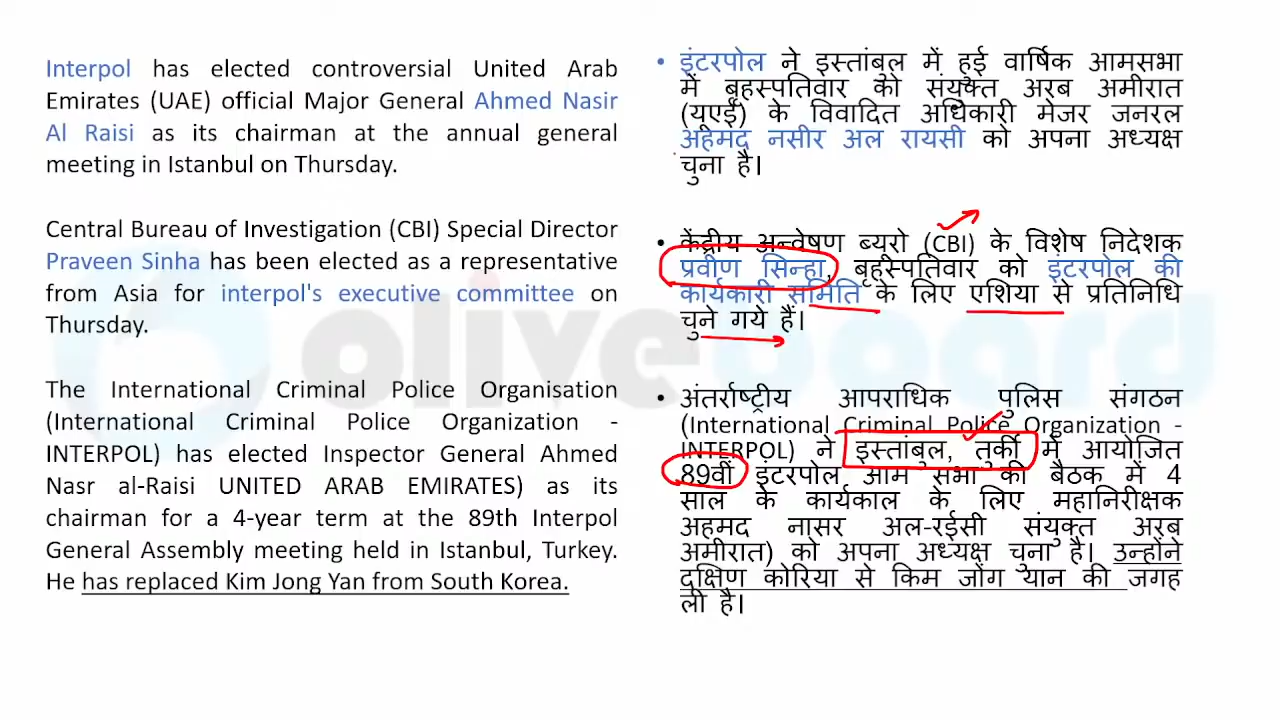 Interpol has elected controversial United Arab
Emirates (UAE) official Major General Ahmed Nasir
Al Raisi as its chairman at the annual general
meeting in Istanbul on Thursday.
Central Bureau of Investigation (CBI) Special Director
Praveen Sinha has been elected as a representative
from Asia for interpol's executive committee on
Thursday.
The International Criminal Police Organisation
(International Criminal Police Organization -
INTERPOL) has elected Inspector General Ahmed
Nasr al-Raisi UNITED ARAB EMIRATES) as its
chairman for a 4-year term at the 89th Interpol
General Assembly meeting held in Istanbul, Turkey.
He has replaced Kim Jong Yan from South Korea.
• इंटरपोल ने इस्तांबुल में हुई वार्षिक आमसभा
में बृहस्पतिवार को संयुक्त अरब अमीरात
(यूएई) के विवादित अधिकारी मेजर जनरल
अहमद नसीर अल रायसी को अपना अध्यक्ष
चुना है।
• केंद्रीय अन्वेषण ब्यूरो (CBI) के विशेष निदेशक
प्रवीण सिन्हा, बृहस्पतिवार को इंटरपोल की
कार्यकारी समिति के लिए एशिया से प्रतिनिधि
चुने गये हैं।
• अंतर्राष्ट्रीय आपराधिक पुलिस संगठन
(International Criminal Police Organization -
INTERPOL) ने इस्तांबुल, तुर्की में आयोजित
89वीं इंटरपोल आम सभा की बैठक में 4
साल के कार्यकाल के लिए महानिरीक्षक
अहमद नासर अल-रईसी संयुक्त अरब
अमीरात) को अपना अध्यक्ष चुना है। उन्होंने
दक्षिण कोरिया से किम जोंग यान की जगह
ली है।
oliveboard